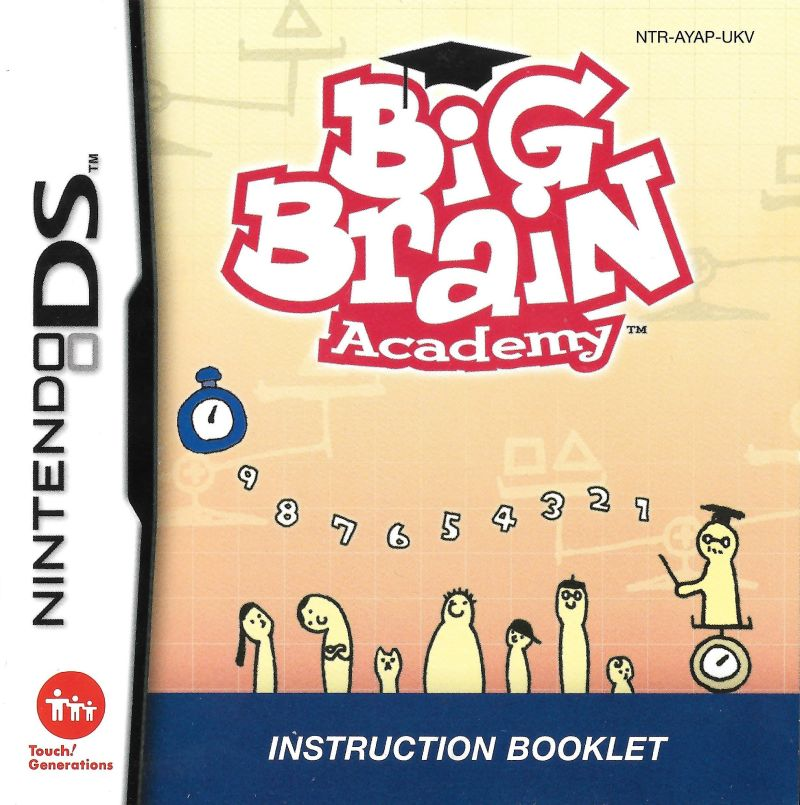 NTR-AYAP-UKV
BiG
BraiN
Academy™
NINTENDO DS™
9 8 7 6 5 4 3 2 1
Touch!
Generations
INSTRUCTION BOOKLET